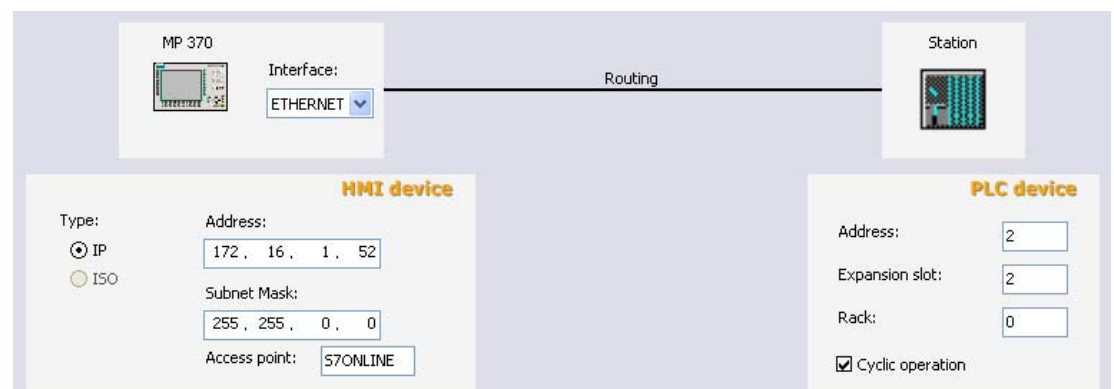 MP 370
Interface:
ETHERNET
Routing
Station
HMI device
Type:
IP
ISO
Address:
172 . 16 . 1 . 52
Subnet Mask:
255 . 255 . 0 . 0
Access point: S7ONLINE
PLC device
Address: 2
Expansion slot: 2
Rack: 0
Cyclic operation